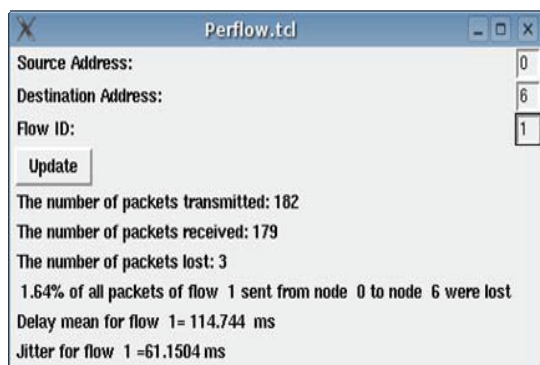 Perflow.tcl
Source Address: 0
Destination Address: 6
Flow ID: 1
Update
The number of packets transmitted: 182
The number of packets received: 179
The number of packets lost: 3
1.64% of all packets of flow 1 sent from node 0 to node 6 were lost
Delay mean for flow 1= 114.744 ms
Jitter for flow 1 =61.1504 ms